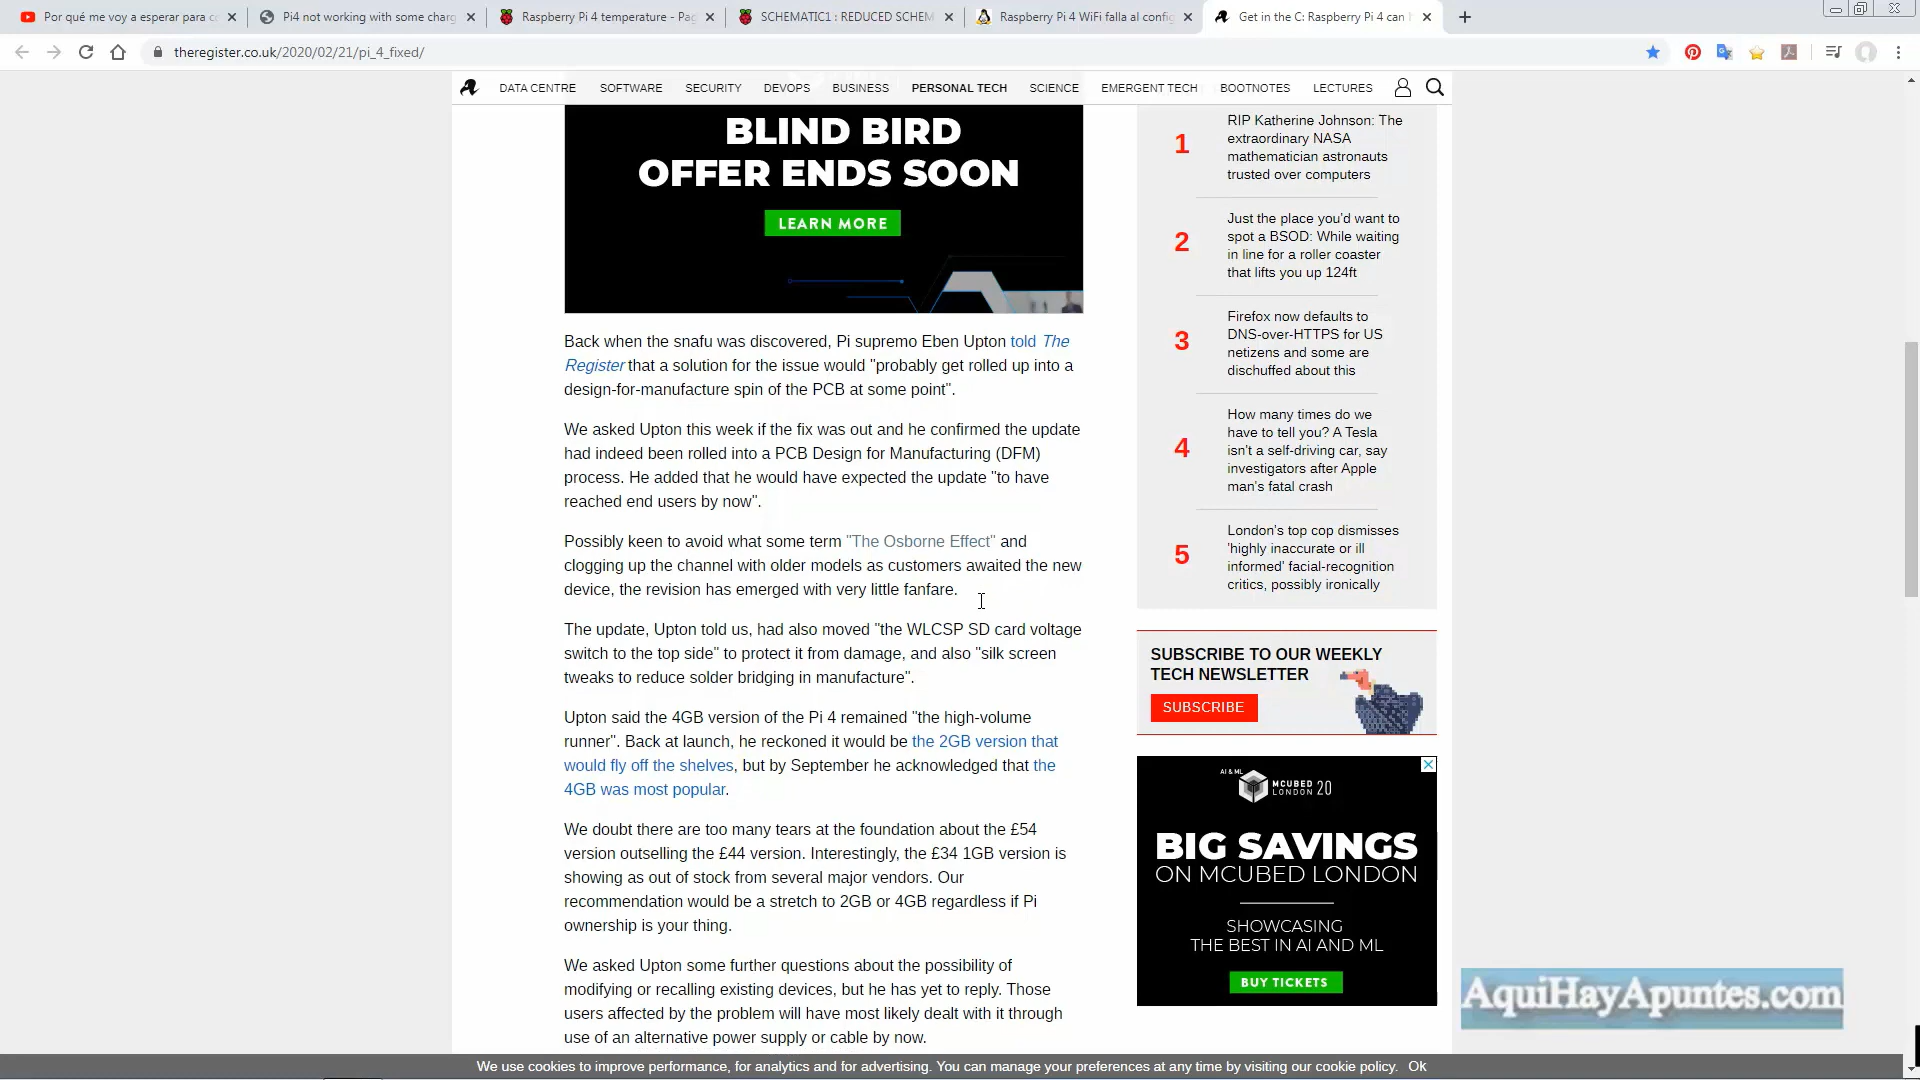 Por qué me voy a esperar para co
Pi4 not working with some charg
Raspberry Pi 4 temperature - Pag
SCHEMATIC1 : REDUCED SCHEM
Raspberry Pi 4 WiFi falla al config
Get in the C: Raspberry Pi 4 can
theregister.co.uk/2020/02/21/pi_4_fixed/
DATA CENTRE SOFTWARE SECURITY DEVOPS BUSINESS PERSONAL TECH SCIENCE EMERGENT TECH BOOTNOTES LECTURES
BLIND BIRD
OFFER ENDS SOON
LEARN MORE
Back when the snafu was discovered, Pi supremo Eben Upton told The
Register that a solution for the issue would "probably get rolled up into a
design-for-manufacture spin of the PCB at some point".
We asked Upton this week if the fix was out and he confirmed the update
had indeed been rolled into a PCB Design for Manufacturing (DFM)
process. He added that he would have expected the update "to have
reached end users by now".
Possibly keen to avoid what some term "The Osborne Effect" and
clogging up the channel with older models as customers awaited the new
device, the revision has emerged with very little fanfare.
The update, Upton told us, had also moved "the WLCSP SD card voltage
switch to the top side" to protect it from damage, and also "silk screen
tweaks to reduce solder bridging in manufacture".
Upton said the 4GB version of the Pi 4 remained "the high-volume
runner". Back at launch, he reckoned it would be the 2GB version that
would fly off the shelves, but by September he acknowledged that the
4GB was most popular.
We doubt there are too many tears at the foundation about the £54
version outselling the £44 version. Interestingly, the £34 1GB version is
showing as out of stock from several major vendors. Our
recommendation would be a stretch to 2GB or 4GB regardless if Pi
ownership is your thing.
We asked Upton some further questions about the possibility of
modifying or recalling existing devices, but he has yet to reply. Those
users affected by the problem will have most likely dealt with it through
use of an alternative power supply or cable by now.
1
RIP Katherine Johnson: The
extraordinary NASA
mathematician astronauts
trusted over computers
2
Just the place you'd want to
spot a BSOD: While waiting
in line for a roller coaster
that lifts you up 124ft
3
Firefox now defaults to
DNS-over-HTTPS for US
netizens and some are
dischuffed about this
4
How many times do we
have to tell you? A Tesla
isn't a self-driving car, say
investigators after Apple
man's fatal crash
5
London's top cop dismisses
'highly inaccurate or ill
informed' facial-recognition
critics, possibly ironically
SUBSCRIBE TO OUR WEEKLY
TECH NEWSLETTER
SUBSCRIBE
AI & ML
MCUBED
LONDON 20
BIG SAVINGS
ON MCUBED LONDON
SHOWCASING
THE BEST IN AI AND ML
BUY TICKETS
AquiHayApuntes.com
We use cookies to improve performance, for analytics and for advertising. You can manage your preferences at any time by visiting our cookie policy. Ok